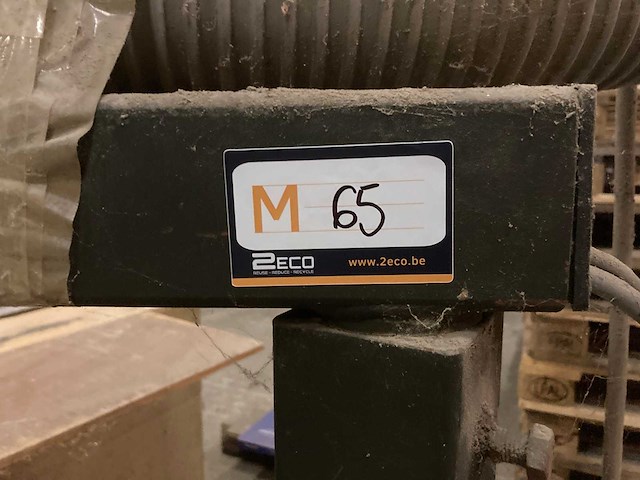 M 65
2ECO
REUSE - REDUCE - RECYCLE
www.2eco.be